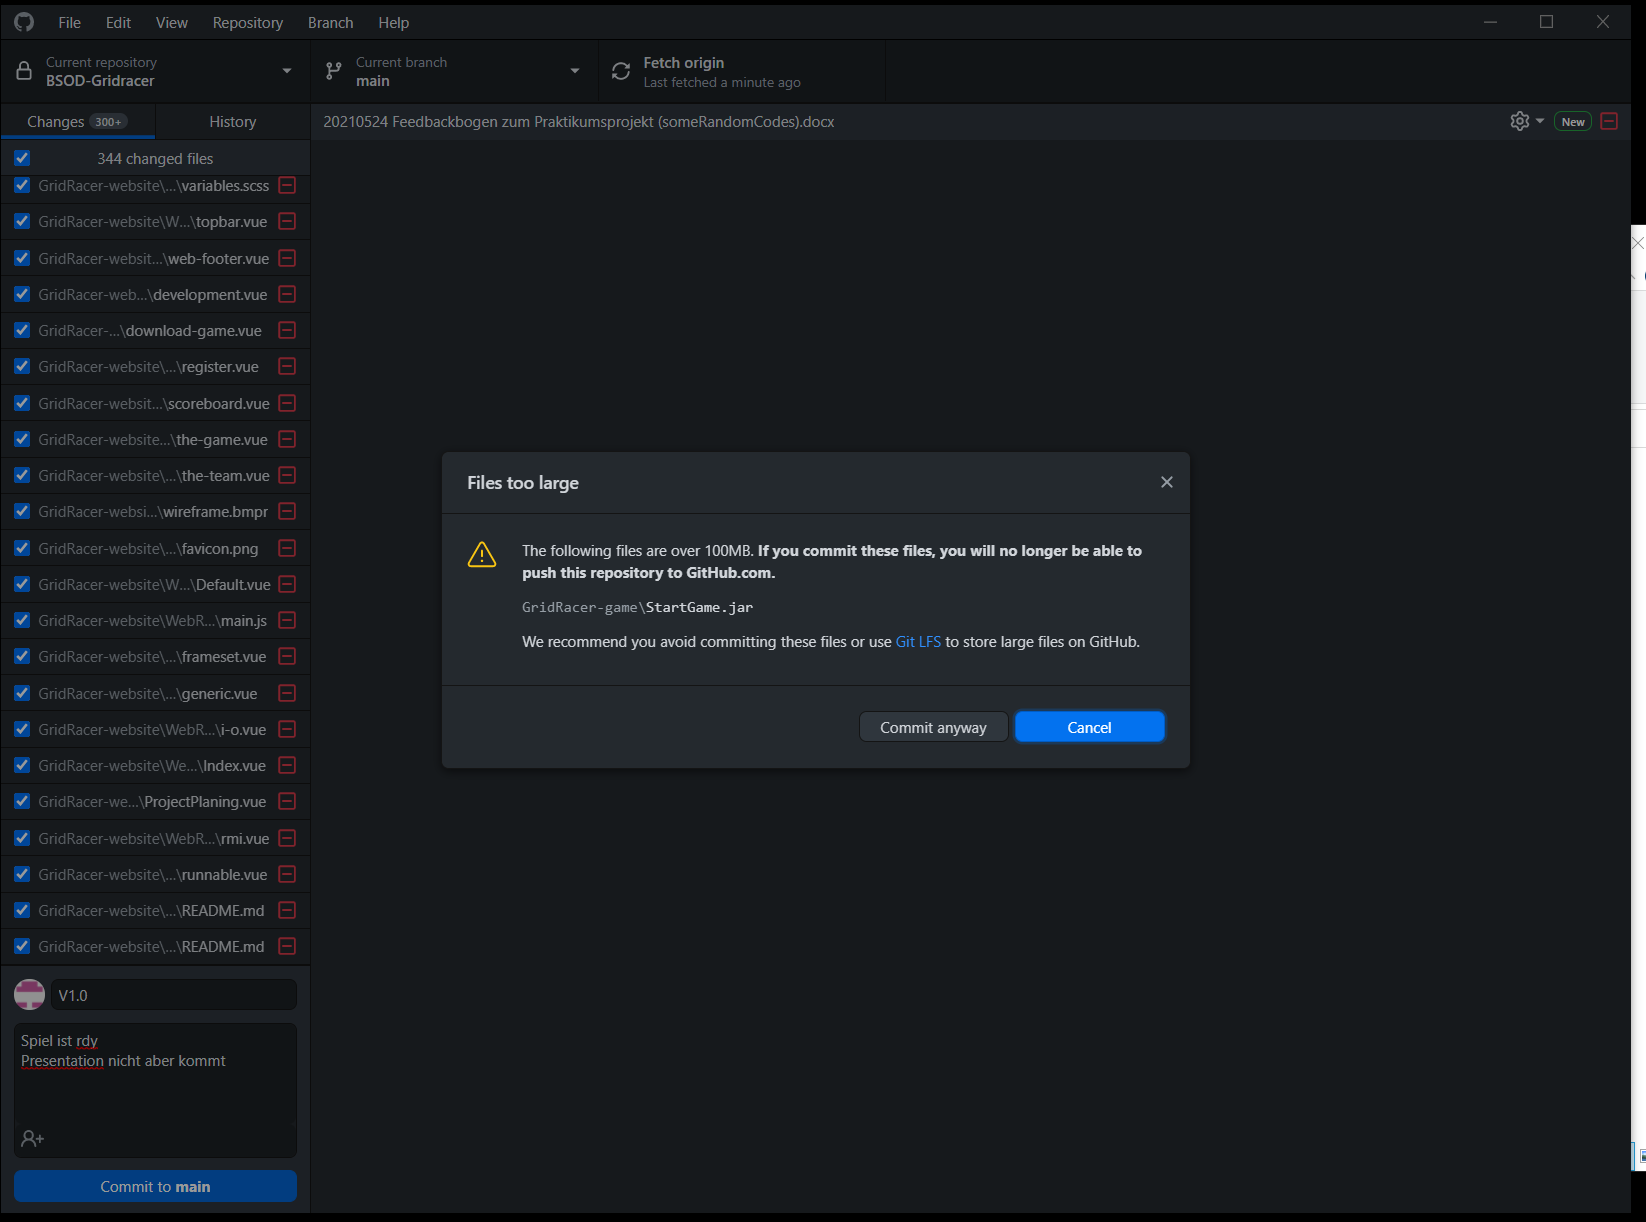 File Edit View Repository Branch Help
Current repository
BSOD-Gridracer
Current branch
main
Fetch origin
Last fetched a minute ago
Changes 300+
History
20210524 Feedbackbogen zum Praktikumsprojekt (someRandomCodes).docx
New
344 changed files
GridRacer-website\...\variables.scss
GridRacer-website\W...\topbar.vue
GridRacer-websit...\web-footer.vue
GridRacer-web...\development.vue
GridRacer-...\download-game.vue
GridRacer-website\...\register.vue
GridRacer-websit...\scoreboard.vue
GridRacer-website...\the-game.vue
GridRacer-website\...\the-team.vue
GridRacer-websi...\wireframe.bmpr
GridRacer-website\...\favicon.png
GridRacer-website\W...\Default.vue
GridRacer-website\WebR...\main.js
GridRacer-website\...\frameset.vue
GridRacer-website\...\generic.vue
GridRacer-website\WebR...\i-o.vue
GridRacer-website\We...\Index.vue
GridRacer-we...\ProjectPlaning.vue
GridRacer-website\WebR...\rmi.vue
GridRacer-website\...\runnable.vue
GridRacer-website\...\README.md
GridRacer-website\...\README.md
V1.0
Spiel ist rdy
Presentation nicht aber kommt
Commit to main
Files too large
The following files are over 100MB. If you commit these files, you will no longer be able to
push this repository to GitHub.com.
GridRacer-game\StartGame.jar
We recommend you avoid committing these files or use Git LFS to store large files on GitHub.
Commit anyway
Cancel